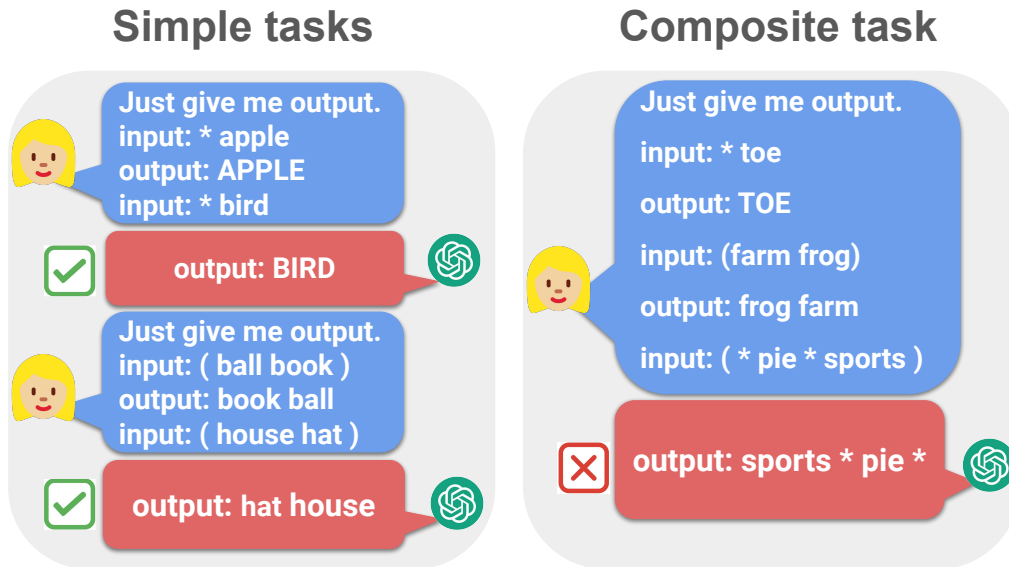 Simple tasks
Just give me output.
input: * apple
output: APPLE
input: * bird
output: BIRD
Just give me output.
input: ( ball book )
output: book ball
input: ( house hat )
output: hat house
Composite task
Just give me output.
input: * toe
output: TOE
input: (farm frog)
output: frog farm
input: ( * pie * sports )
output: sports * pie *